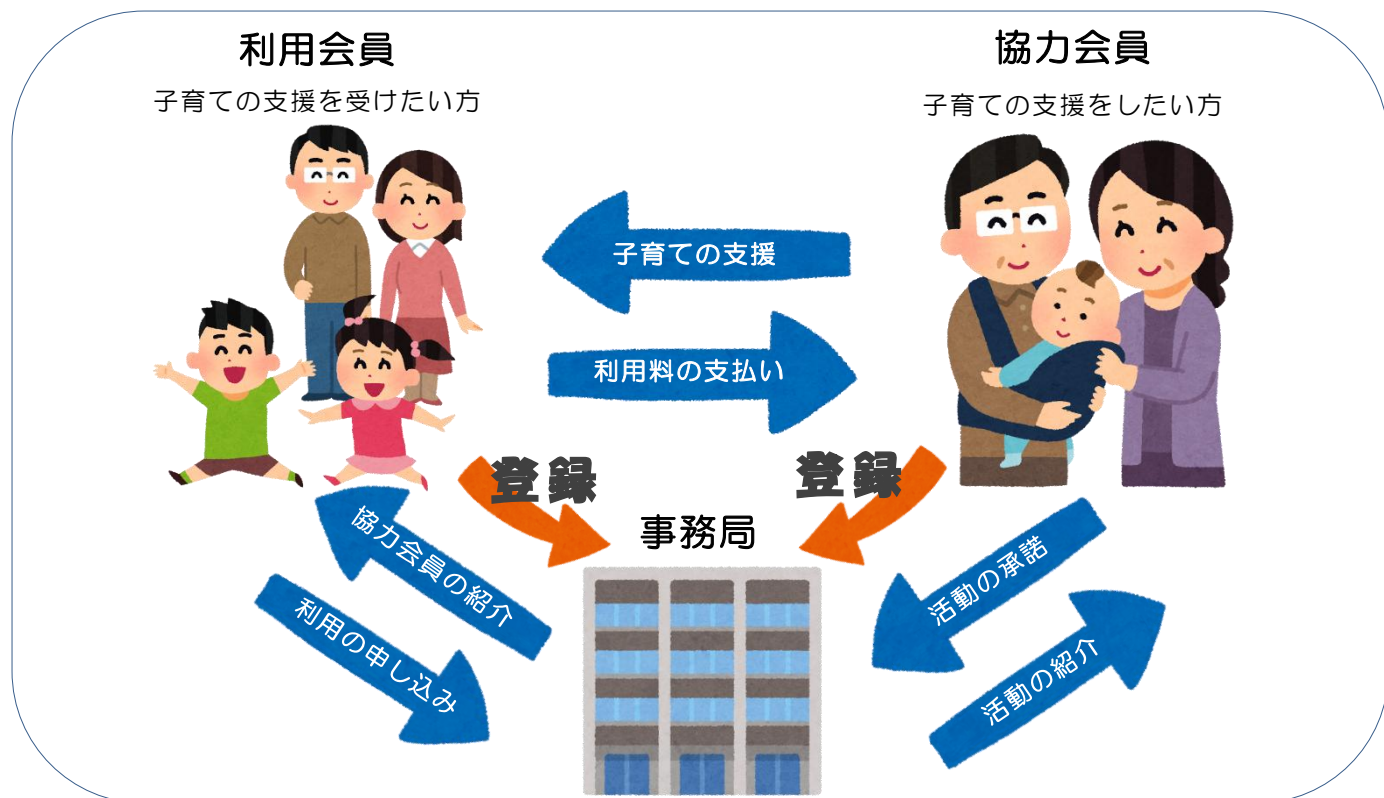 利用会員
子育ての支援を受けたい方
協力会員
子育ての支援をしたい方
子育ての支援
利用料の支払い
登録
登録
事務局
協力会員の紹介
利用の申し込み
活動の承諾
活動の紹介